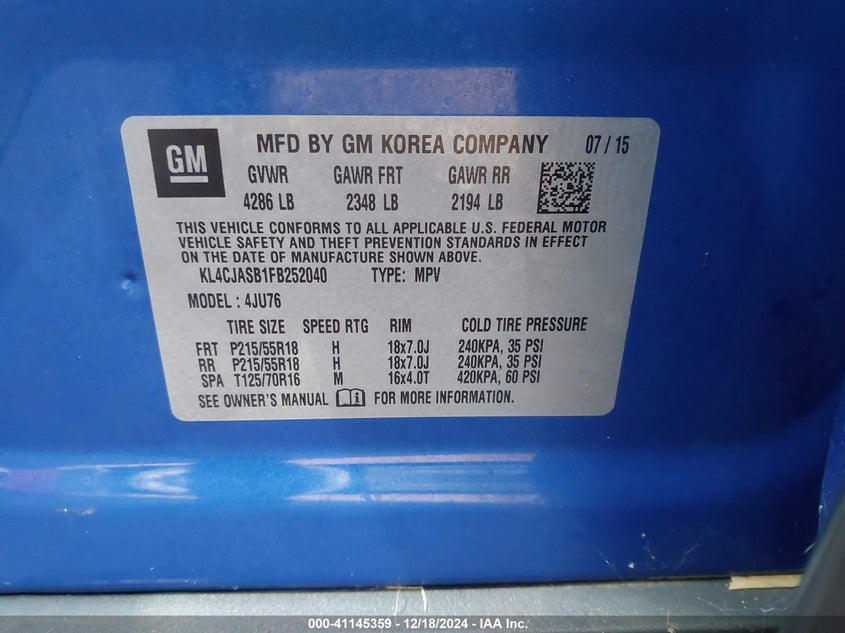 GM
MFD BY GM KOREA COMPANY 07 / 15
GVWR GAWR FRT GAWR RR
4286 LB 2348 LB 2194 LB
THIS VEHICLE CONFORMS TO ALL APPLICABLE U.S. FEDERAL MOTOR
VEHICLE SAFETY AND THEFT PREVENTION STANDARDS IN EFFECT
ON THE DATE OF MANUFACTURE SHOWN ABOVE.
KL4CJASB1FB252040 TYPE: MPV
MODEL : 4JU76
TIRE SIZE SPEED RTG RIM COLD TIRE PRESSURE
FRT P215/55R18 H 18x7.0J 240KPA, 35 PSI
RR P215/55R18 H 18x7.0J 240KPA, 35 PSI
SPA T125/70R16 M 16x4.0T 420KPA, 60 PSI
SEE OWNER'S MANUAL FOR MORE INFORMATION.
000-41145359 - 12/18/2024 - IAA Inc.